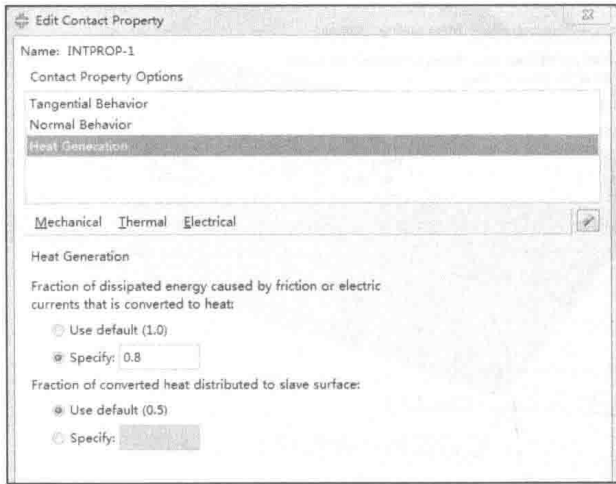 Edit Contact Property
Name: INTPROP-1
Contact Property Options
Tangential Behavior
Normal Behavior
Heat Generation
Mechanical Thermal Electrical
Heat Generation
Fraction of dissipated energy caused by friction or electric
currents that is converted to heat:
Use default (1.0)
Specify: 0.8
Fraction of converted heat distributed to slave surface:
Use default (0.5)
Specify: